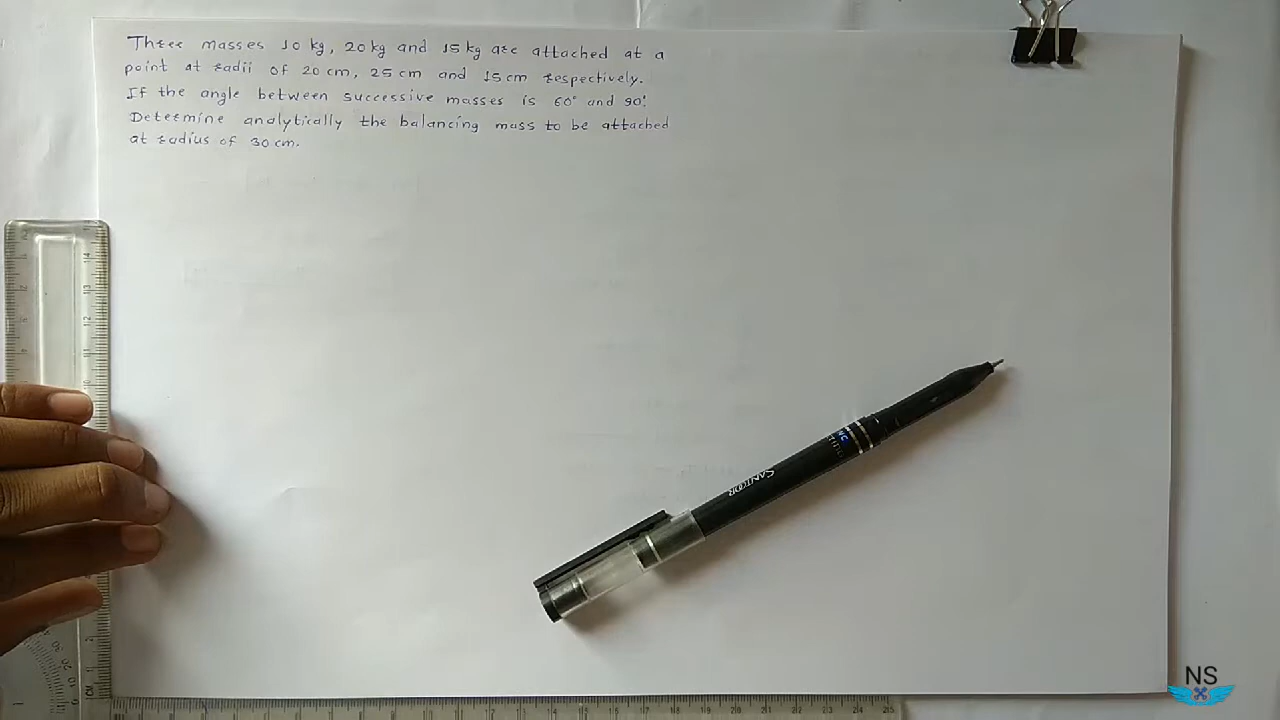 Three masses 10 kg, 20 kg and 15 kg are attached at a
point at radii of 20 cm, 25 cm and 15 cm respectively.
If the angle between successive masses is 60° and 90°.
Determine analytically the balancing mass to be attached
at radius of 30 cm.
SANTOOR
NS